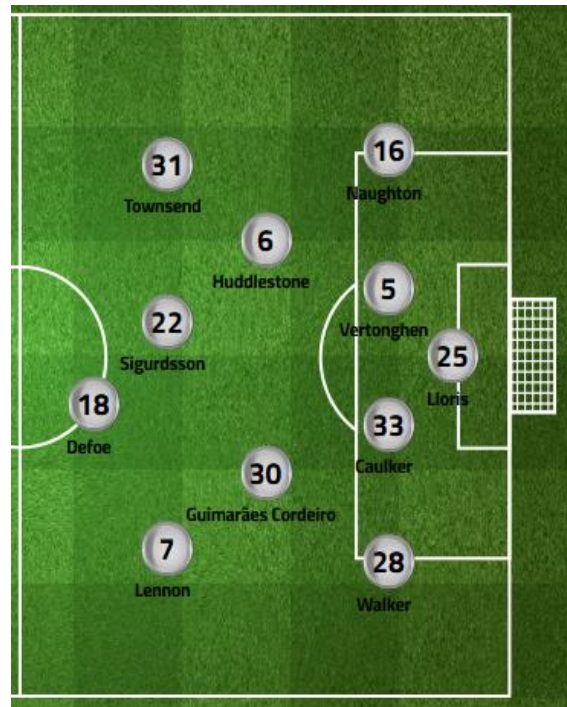 16
Naughton
31
Townsend
6
Huddlestone
5
Vertonghen
22
Sigurdsson
25
Lloris
18
Defoe
33
Caulker
30
Guimarães Cordeiro
7
Lennon
28
Walker